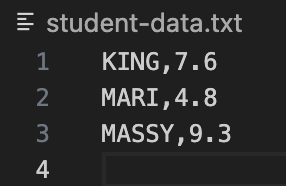 student-data.txt
1 KING,7.6
2 MARI,4.8
3 MASSY,9.3
4